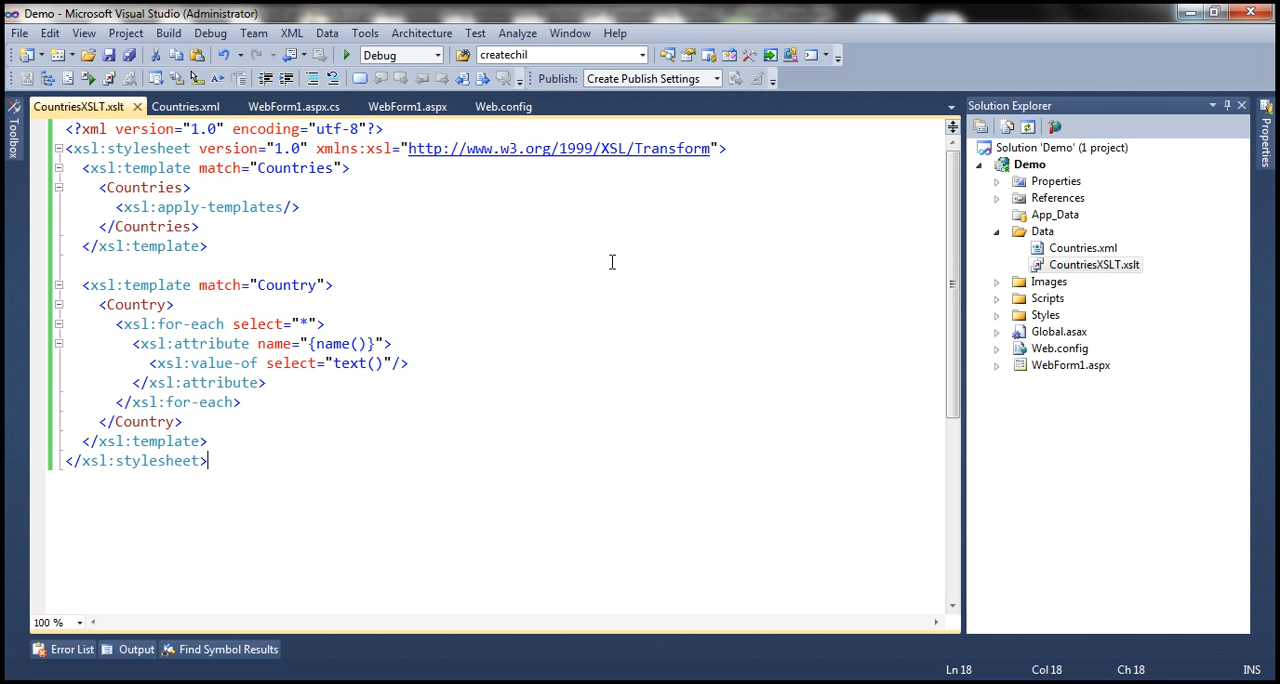 Demo - Microsoft Visual Studio (Administrator)
File Edit View Project Build Debug Team XML Data Tools Architecture Test Analyze Window Help
Debug createchil
Publish: Create Publish Settings
CountriesXSLT.xslt Countries.xml WebForm1.aspx.cs WebForm1.aspx Web.config
Solution Explorer
Toolbox
Properties
<?xml version="1.0" encoding="utf-8"?>
<xsl:stylesheet version="1.0" xmlns:xsl="http://www.w3.org/1999/XSL/Transform">
<xsl:template match="Countries">
<Countries>
<xsl:apply-templates/>
</Countries>
</xsl:template>
<xsl:template match="Country">
<Country>
<xsl:for-each select="*">
<xsl:attribute name="{name()}">
<xsl:value-of select="text()"/>
</xsl:attribute>
</xsl:for-each>
</Country>
</xsl:template>
</xsl:stylesheet>
Solution 'Demo' (1 project)
Demo
Properties
References
App_Data
Data
Countries.xml
CountriesXSLT.xslt
Images
Scripts
Styles
Global.asax
Web.config
WebForm1.aspx
100 %
Error List Output Find Symbol Results
Ln 18 Col 18 Ch 18 INS